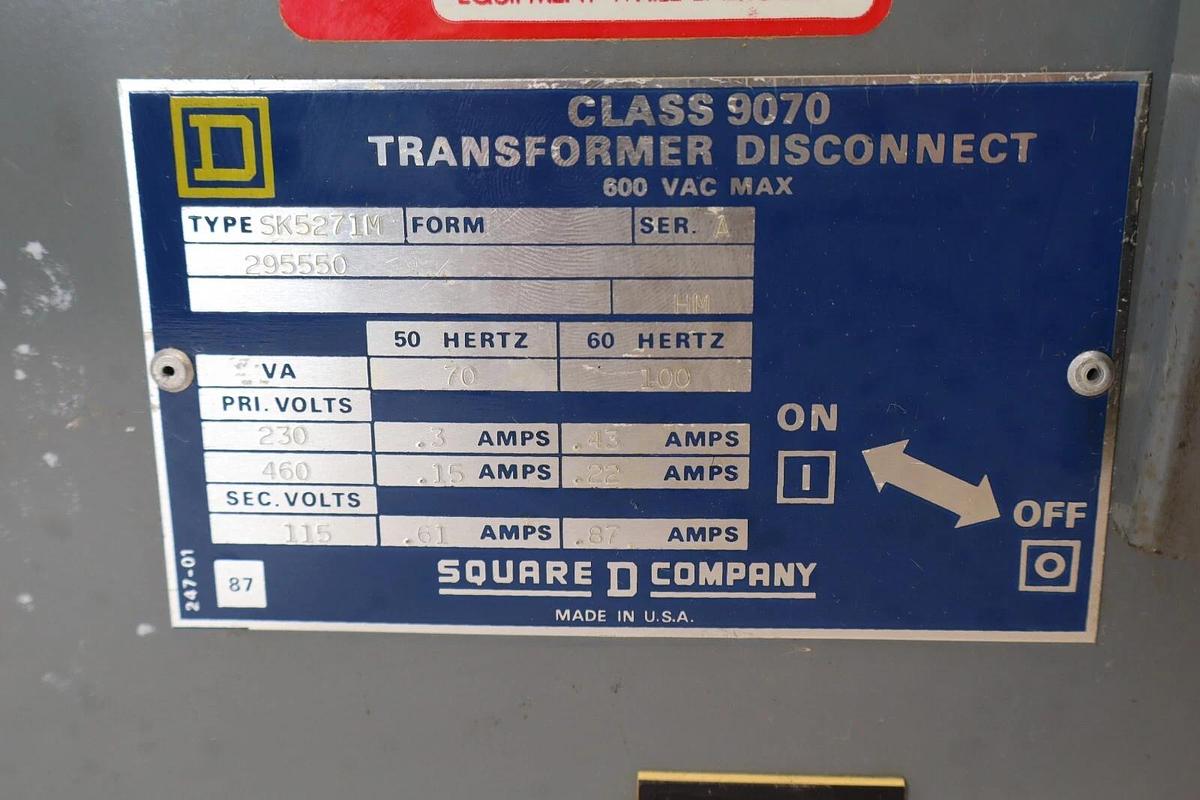 EQUIPMENT
D
CLASS 9070
TRANSFORMER DISCONNECT
600 VAC MAX
TYPE SK5271M FORM SER. A
295550
HM
50 HERTZ 60 HERTZ
VA 70 100
PRI. VOLTS
230 .3 AMPS .43 AMPS
460 .15 AMPS .22 AMPS
SEC. VOLTS
115 .61 AMPS .87 AMPS
ON
I
OFF
O
247-01
87
SQUARE D COMPANY
MADE IN U.S.A.